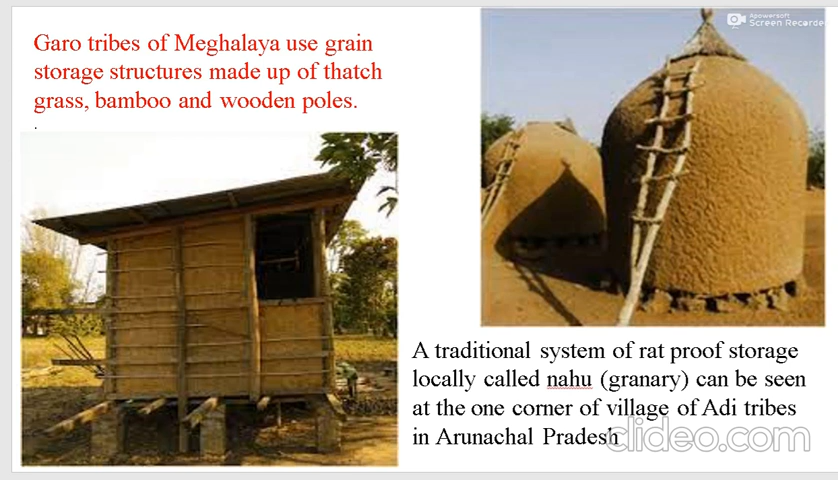 Garo tribes of Meghalaya use grain
storage structures made up of thatch
grass, bamboo and wooden poles.
.
Apowersoft
Screen Recorder
A traditional system of rat proof storage
locally called nahu (granary) can be seen
at the one corner of village of Adi tribes
in Arunachal Pradesh
clideo.com